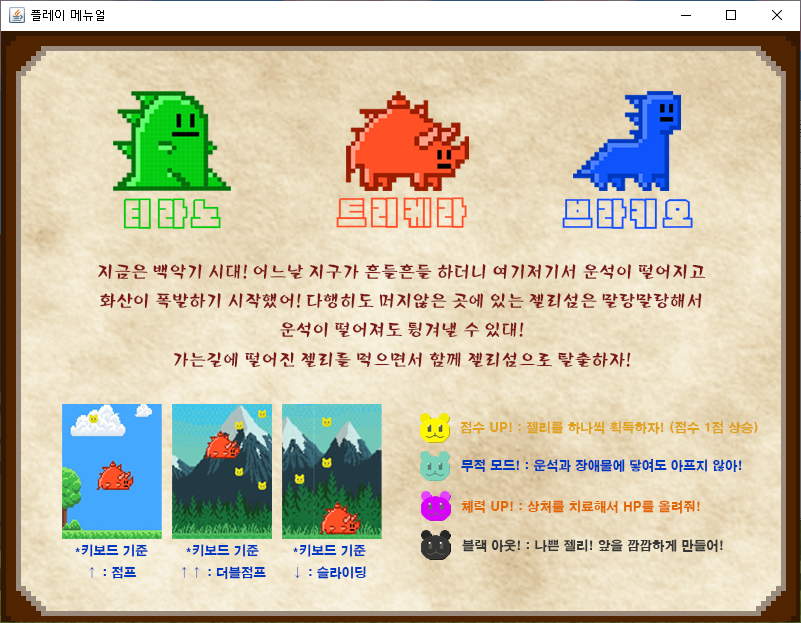 플레이 메뉴얼
티라노 트리케라 브라키오
지금은 백악기 시대! 어느날 지구가 흔들흔들 하더니 여기저기서 운석이 떨어지고
화산이 폭발하기 시작했어! 다행히도 머지않은 곳에 있는 젤리섬은 말랑말랑해서
운석이 떨어져도 튕겨낼 수 있대!
가는길에 떨어진 젤리를 먹으면서 함께 젤리섬으로 탈출하자!
점수 UP! : 젤리를 하나씩 획득하자! (점수 1점 상승)
무적 모드! : 운석과 장애물에 닿여도 아프지 않아!
체력 UP! : 상처를 치료해서 HP를 올려줘!
블랙 아웃! : 나쁜 젤리! 앞을 깜깜하게 만들어!
*키보드 기준
↑ : 점프
*키보드 기준
↑ ↑ : 더블점프
*키보드 기준
↓ : 슬라이딩